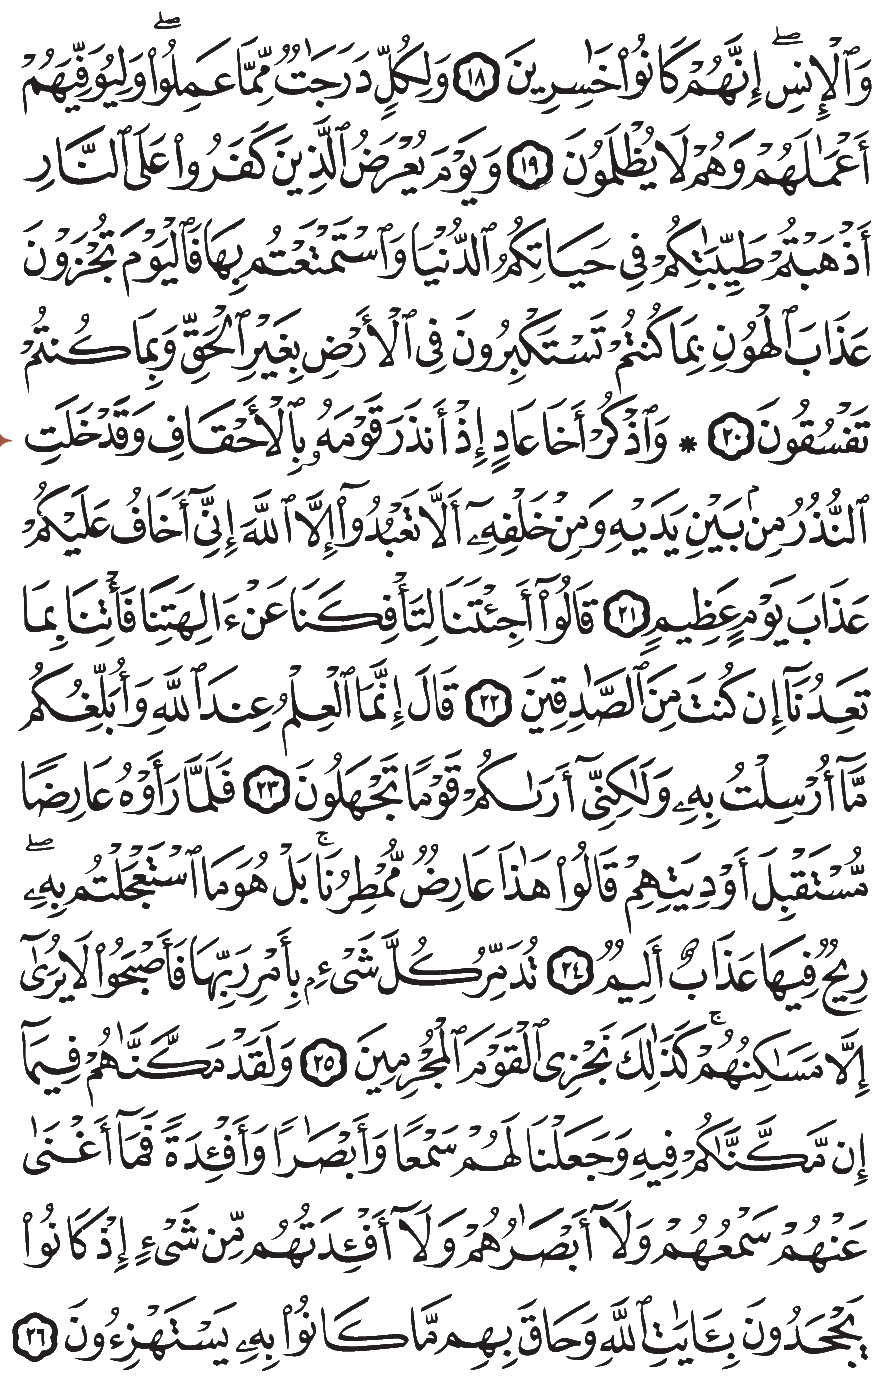 وَٱلْإِنسِۖ إِنَّهُمْ كَانُوا۟ خَٰسِرِينَ ١٨ وَلِكُلٍّ دَرَجَٰتٌ مِّمَّا عَمِلُوا۟ۖ وَلِيُوَفِّيَهُمْ
أَعْمَٰلَهُمْ وَهُمْ لَا يُظْلَمُونَ ١٩ وَيَوْمَ يُعْرَضُ ٱلَّذِينَ كَفَرُوا۟ عَلَى ٱلنَّارِ
أَذْهَبْتُمْ طَيِّبَٰتِكُمْ فِى حَيَاتِكُمُ ٱلدُّنْيَا وَٱسْتَمْتَعْتُم بِهَا فَٱلْيَوْمَ تُجْزَوْنَ
عَذَابَ ٱلْهُونِ بِمَا كُنتُمْ تَسْتَكْبِرُونَ فِى ٱلْأَرْضِ بِغَيْرِ ٱلْحَقِّ وَبِمَا كُنتُمْ
تَفْسُقُونَ ٢٠ * وَٱذْكُرْ أَخَا عَادٍ إِذْ أَنذَرَ قَوْمَهُۥ بِٱلْأَحْقَافِ وَقَدْ خَلَتِ
ٱلنُّذُرُ مِنۢ بَيْنِ يَدَيْهِ وَمِنْ خَلْفِهِۦٓ أَلَّا تَعْبُدُوٓا۟ إِلَّا ٱللَّهَ إِنِّىٓ أَخَافُ عَلَيْكُمْ
عَذَابَ يَوْمٍ عَظِيمٍ ٢١ قَالُوٓا۟ أَجِئْتَنَا لِتَأْفِكَنَا عَنْ ءَالِهَتِنَا فَأْتِنَا بِمَا
تَعِدُنَآ إِن كُنتَ مِنَ ٱلصَّٰدِقِينَ ٢٢ قَالَ إِنَّمَا ٱلْعِلْمُ عِندَ ٱللَّهِ وَأُبَلِّغُكُم
مَّآ أُرْسِلْتُ بِهِۦ وَلَٰكِنِّىٓ أَرَىٰكُمْ قَوْمًا تَجْهَلُونَ ٢٣ فَلَمَّا رَأَوْهُ عَارِضًا
مُّسْتَقْبِلَ أَوْدِيَتِهِمْ قَالُوا۟ هَٰذَا عَارِضٌ مُّمْطِرُنَاۚ بَلْ هُوَ مَا ٱسْتَعْجَلْتُم بِهِۦۖ
رِيحٌ فِيهَا عَذَابٌ أَلِيمٌ ٢٤ تُدَمِّرُ كُلَّ شَىْءٍۭ بِأَمْرِ رَبِّهَا فَأَصْبَحُوا۟ لَا يُرَىٰٓ
إِلَّا مَسَٰكِنُهُمْۚ كَذَٰلِكَ نَجْزِى ٱلْقَوْمَ ٱلْمُجْرِمِينَ ٢٥ وَلَقَدْ مَكَّنَّٰهُمْ فِيمَآ
إِن مَّكَّنَّٰكُمْ فِيهِ وَجَعَلْنَا لَهُمْ سَمْعًا وَأَبْصَٰرًا وَأَفْـِٔدَةً فَمَآ أَغْنَىٰ
عَنْهُمْ سَمْعُهُمْ وَلَآ أَبْصَٰرُهُمْ وَلَآ أَفْـِٔدَتُهُم مِّن شَىْءٍ إِذْ كَانُوا۟
يَجْحَدُونَ بِـَٔايَٰتِ ٱللَّهِ وَحَاقَ بِهِم مَّا كَانُوا۟ بِهِۦ يَسْتَهْزِءُونَ ٢٦